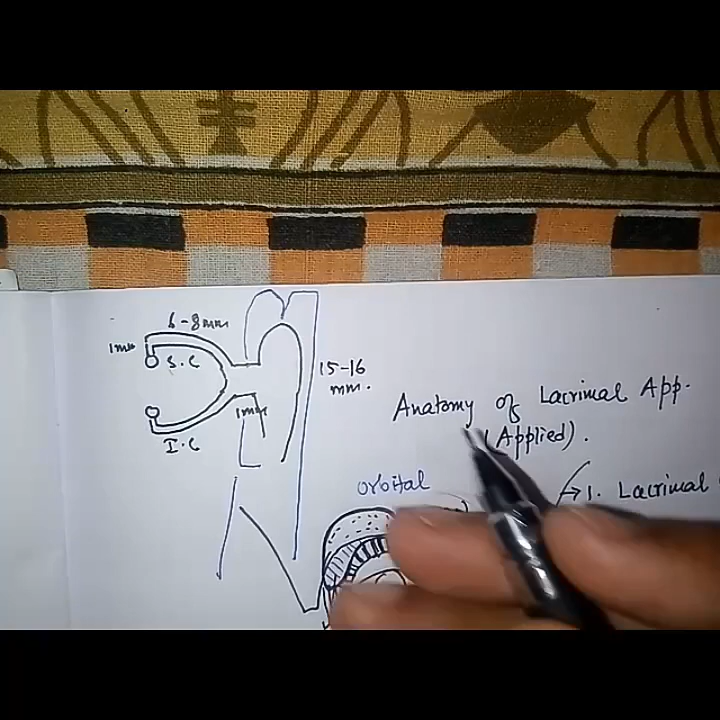 6-8mm
1mm
S.C
15-16
mm.
1mm
I.C
Anatomy of Lacrimal App.
(Applied).
orbital
1. Lacrimal